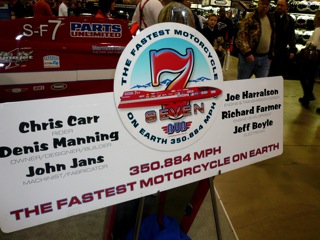 S-F7
PARTS
UNLIMITED
THE FASTEST MOTORCYCLE
ON EARTH 350.884 MPH
7
SEVEN
BUB
Chris Carr
RIDER
Denis Manning
OWNER/DESIGNER/BUILDER
John Jans
MACHINIST/FABRICATOR
Joe Harralson
Richard Farmer
Jeff Boyle
350.884 MPH
THE FASTEST MOTORCYCLE ON EARTH